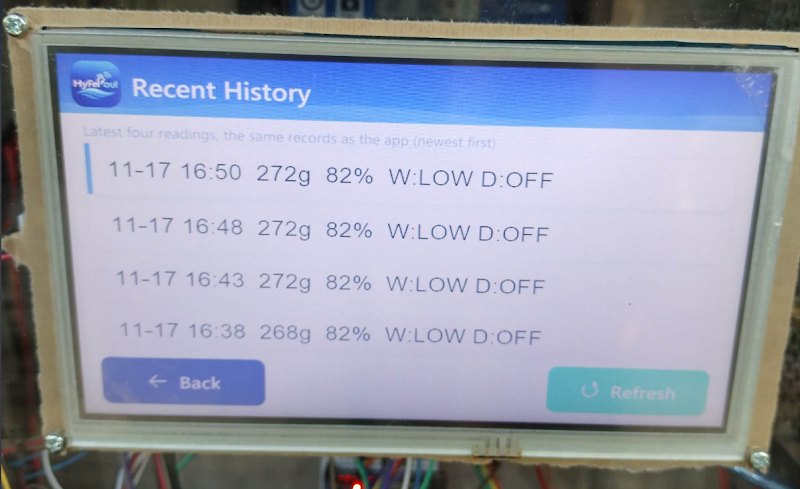 HyFeFoul
Recent History
Latest four readings, the same records as the app (newest first)
11-17 16:50 272g 82% W:LOW D:OFF
11-17 16:48 272g 82% W:LOW D:OFF
11-17 16:43 272g 82% W:LOW D:OFF
11-17 16:38 268g 82% W:LOW D:OFF
← Back
Refresh